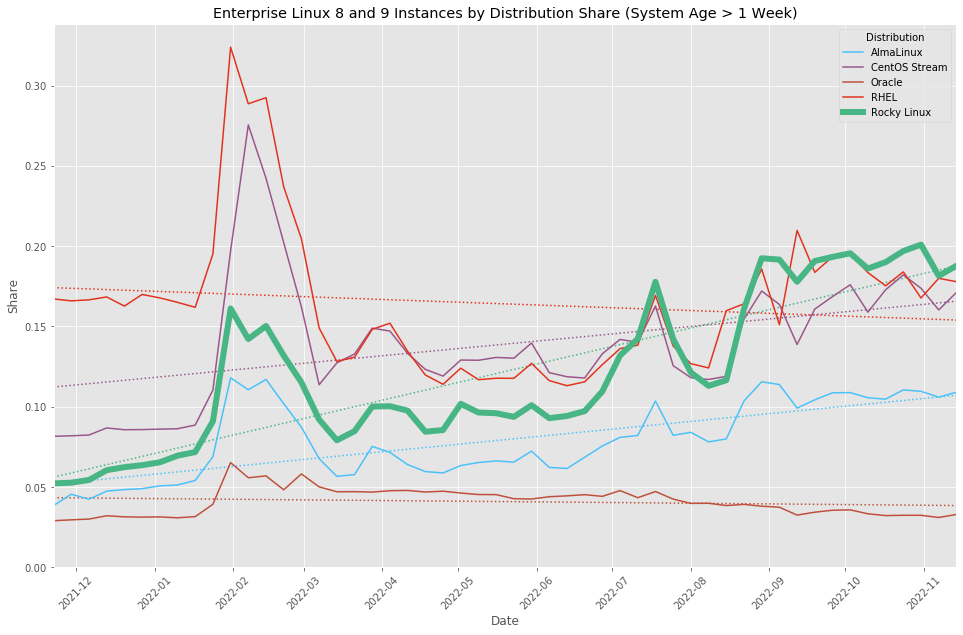 Enterprise Linux 8 and 9 Instances by Distribution Share (System Age > 1 Week)
Distribution
AlmaLinux
CentOS Stream
Oracle
RHEL
Rocky Linux
Share
0.30
0.25
0.20
0.15
0.10
0.05
0.00
2021-12
2022-01
2022-02
2022-03
2022-04
2022-05
2022-06
2022-07
2022-08
2022-09
2022-10
2022-11
Date